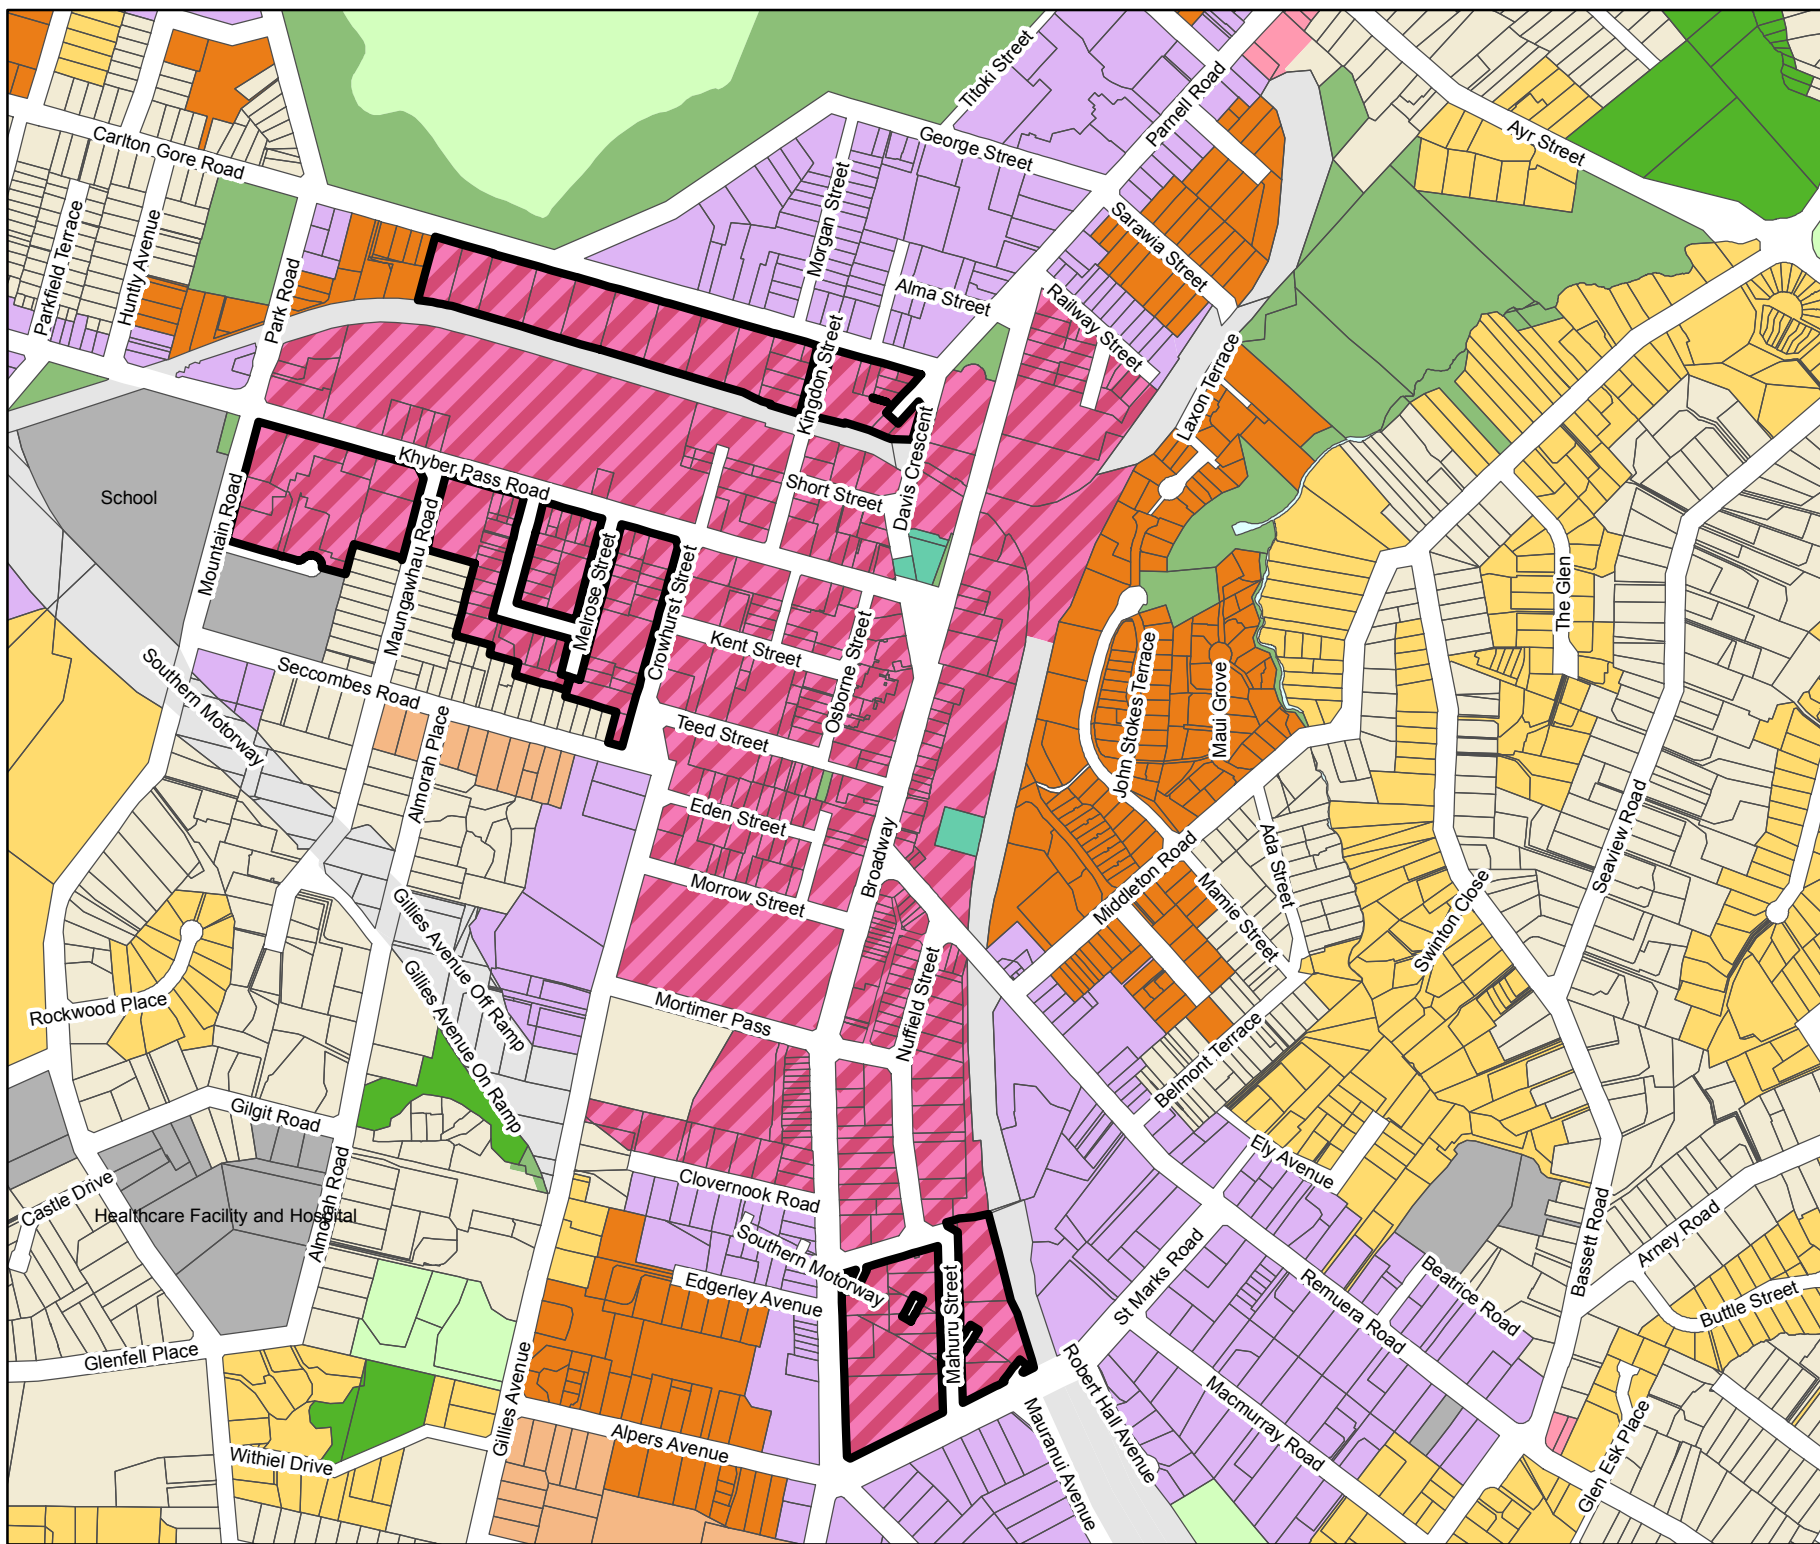 Titoki Street
Parnell Road
Carlton Gore Road
George Street
Ayr Street
Parkfield Terrace
Huntly Avenue
Park Road
Morgan Street
Sarawia Street
Alma Street
Railway Street
Kingdon Street
Laxon Terrace
Khyber Pass Road
Short Street
Davis Crescent
School
Mountain Road
Maungawhau Road
Melrose Street
Crowhurst Street
Kent Street
Osborne Street
The Glen
John Stokes Terrace
Maui Grove
Southern Motorway
Seccombes Road
Almorah Place
Teed Street
Eden Street
Broadway
Morrow Street
Middleton Road
Ada Street
Mamie Street
Seaview Road
Swinton Close
Gillies Avenue Off Ramp
Gillies Avenue On Ramp
Rockwood Place
Mortimer Pass
Nuffield Street
Belmont Terrace
Gilgit Road
Ely Avenue
Castle Drive
Healthcare Facility and Hospital
Almorah Road
Clovernook Road
Southern Motorway
Edgerley Avenue
Mahuru Street
St Marks Road
Remuera Road
Beatrice Road
Bassett Road
Arney Road
Buttle Street
Glenfell Place
Gillies Avenue
Robert Hall Avenue
Mauranui Avenue
Macmurray Road
Withiel Drive
Alpers Avenue
Glen Esk Place